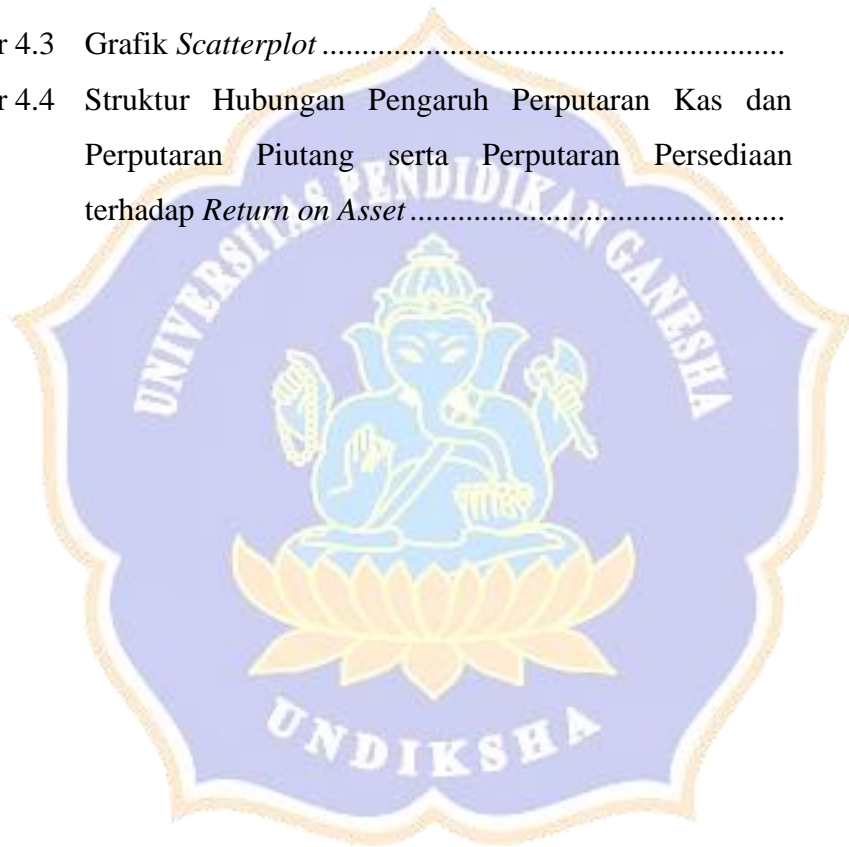 r 4.3 Grafik Scatterplot ..........................................................
r 4.4 Struktur Hubungan Pengaruh Perputaran Kas dan
Perputaran Piutang serta Perputaran Persediaan
terhadap Return on Asset ...............................................
UNIVERSITAS PENDIDIKAN GANESHA
UNDIKSHA